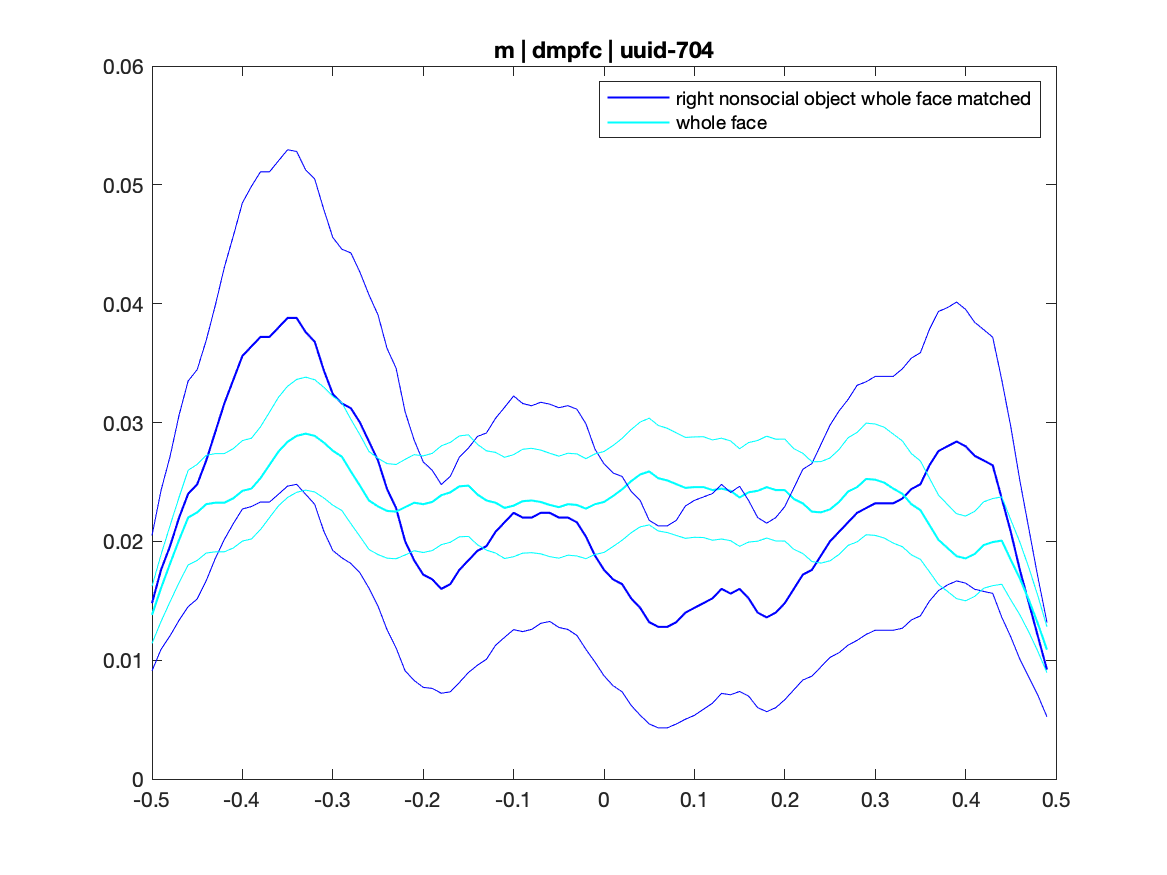 m | dmpfc | uuid-704
right nonsocial object whole face matched
whole face
0.06
0.05
0.04
0.03
0.02
0.01
0
-0.5 -0.4 -0.3 -0.2 -0.1 0 0.1 0.2 0.3 0.4 0.5